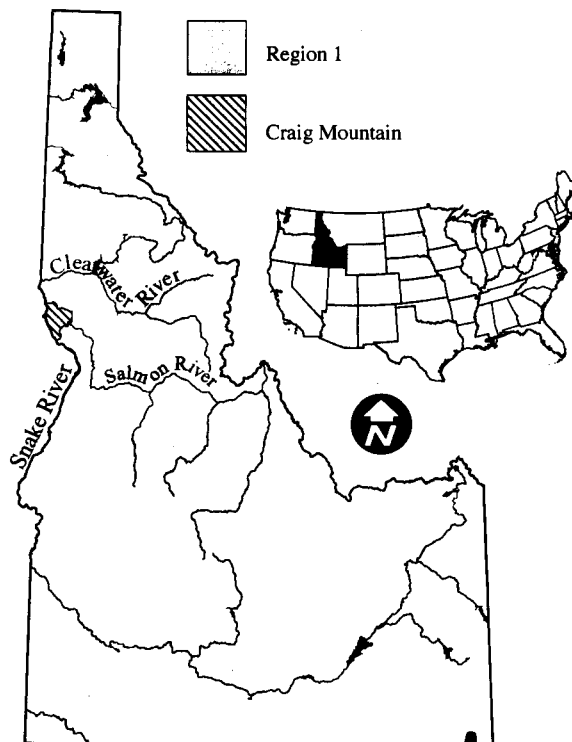 Region 1
Craig Mountain
Clearwater River
Salmon River
Snake River
N